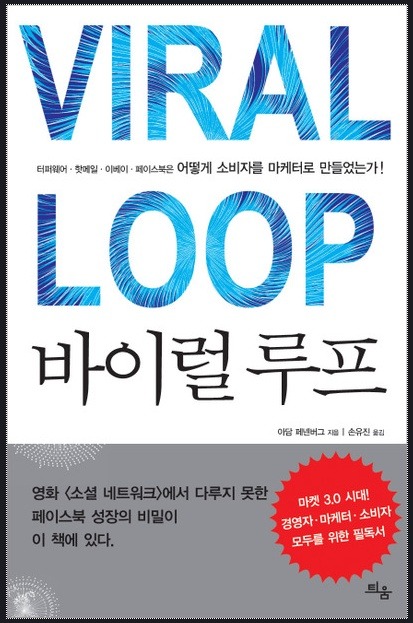 VIRAL
터퍼웨어 · 핫메일 · 이베이 · 페이스북은 어떻게 소비자를 마케터로 만들었는가!
LOOP
바이럴 루프
아담 페넨버그 지음 | 손유진 옮김
영화 〈소셜 네트워크〉에서 다루지 못한
페이스북 성장의 비밀이
이 책에 있다.
마켓 3.0 시대!
경영자 · 마케터 · 소비자
모두를 위한 필독서
틔움